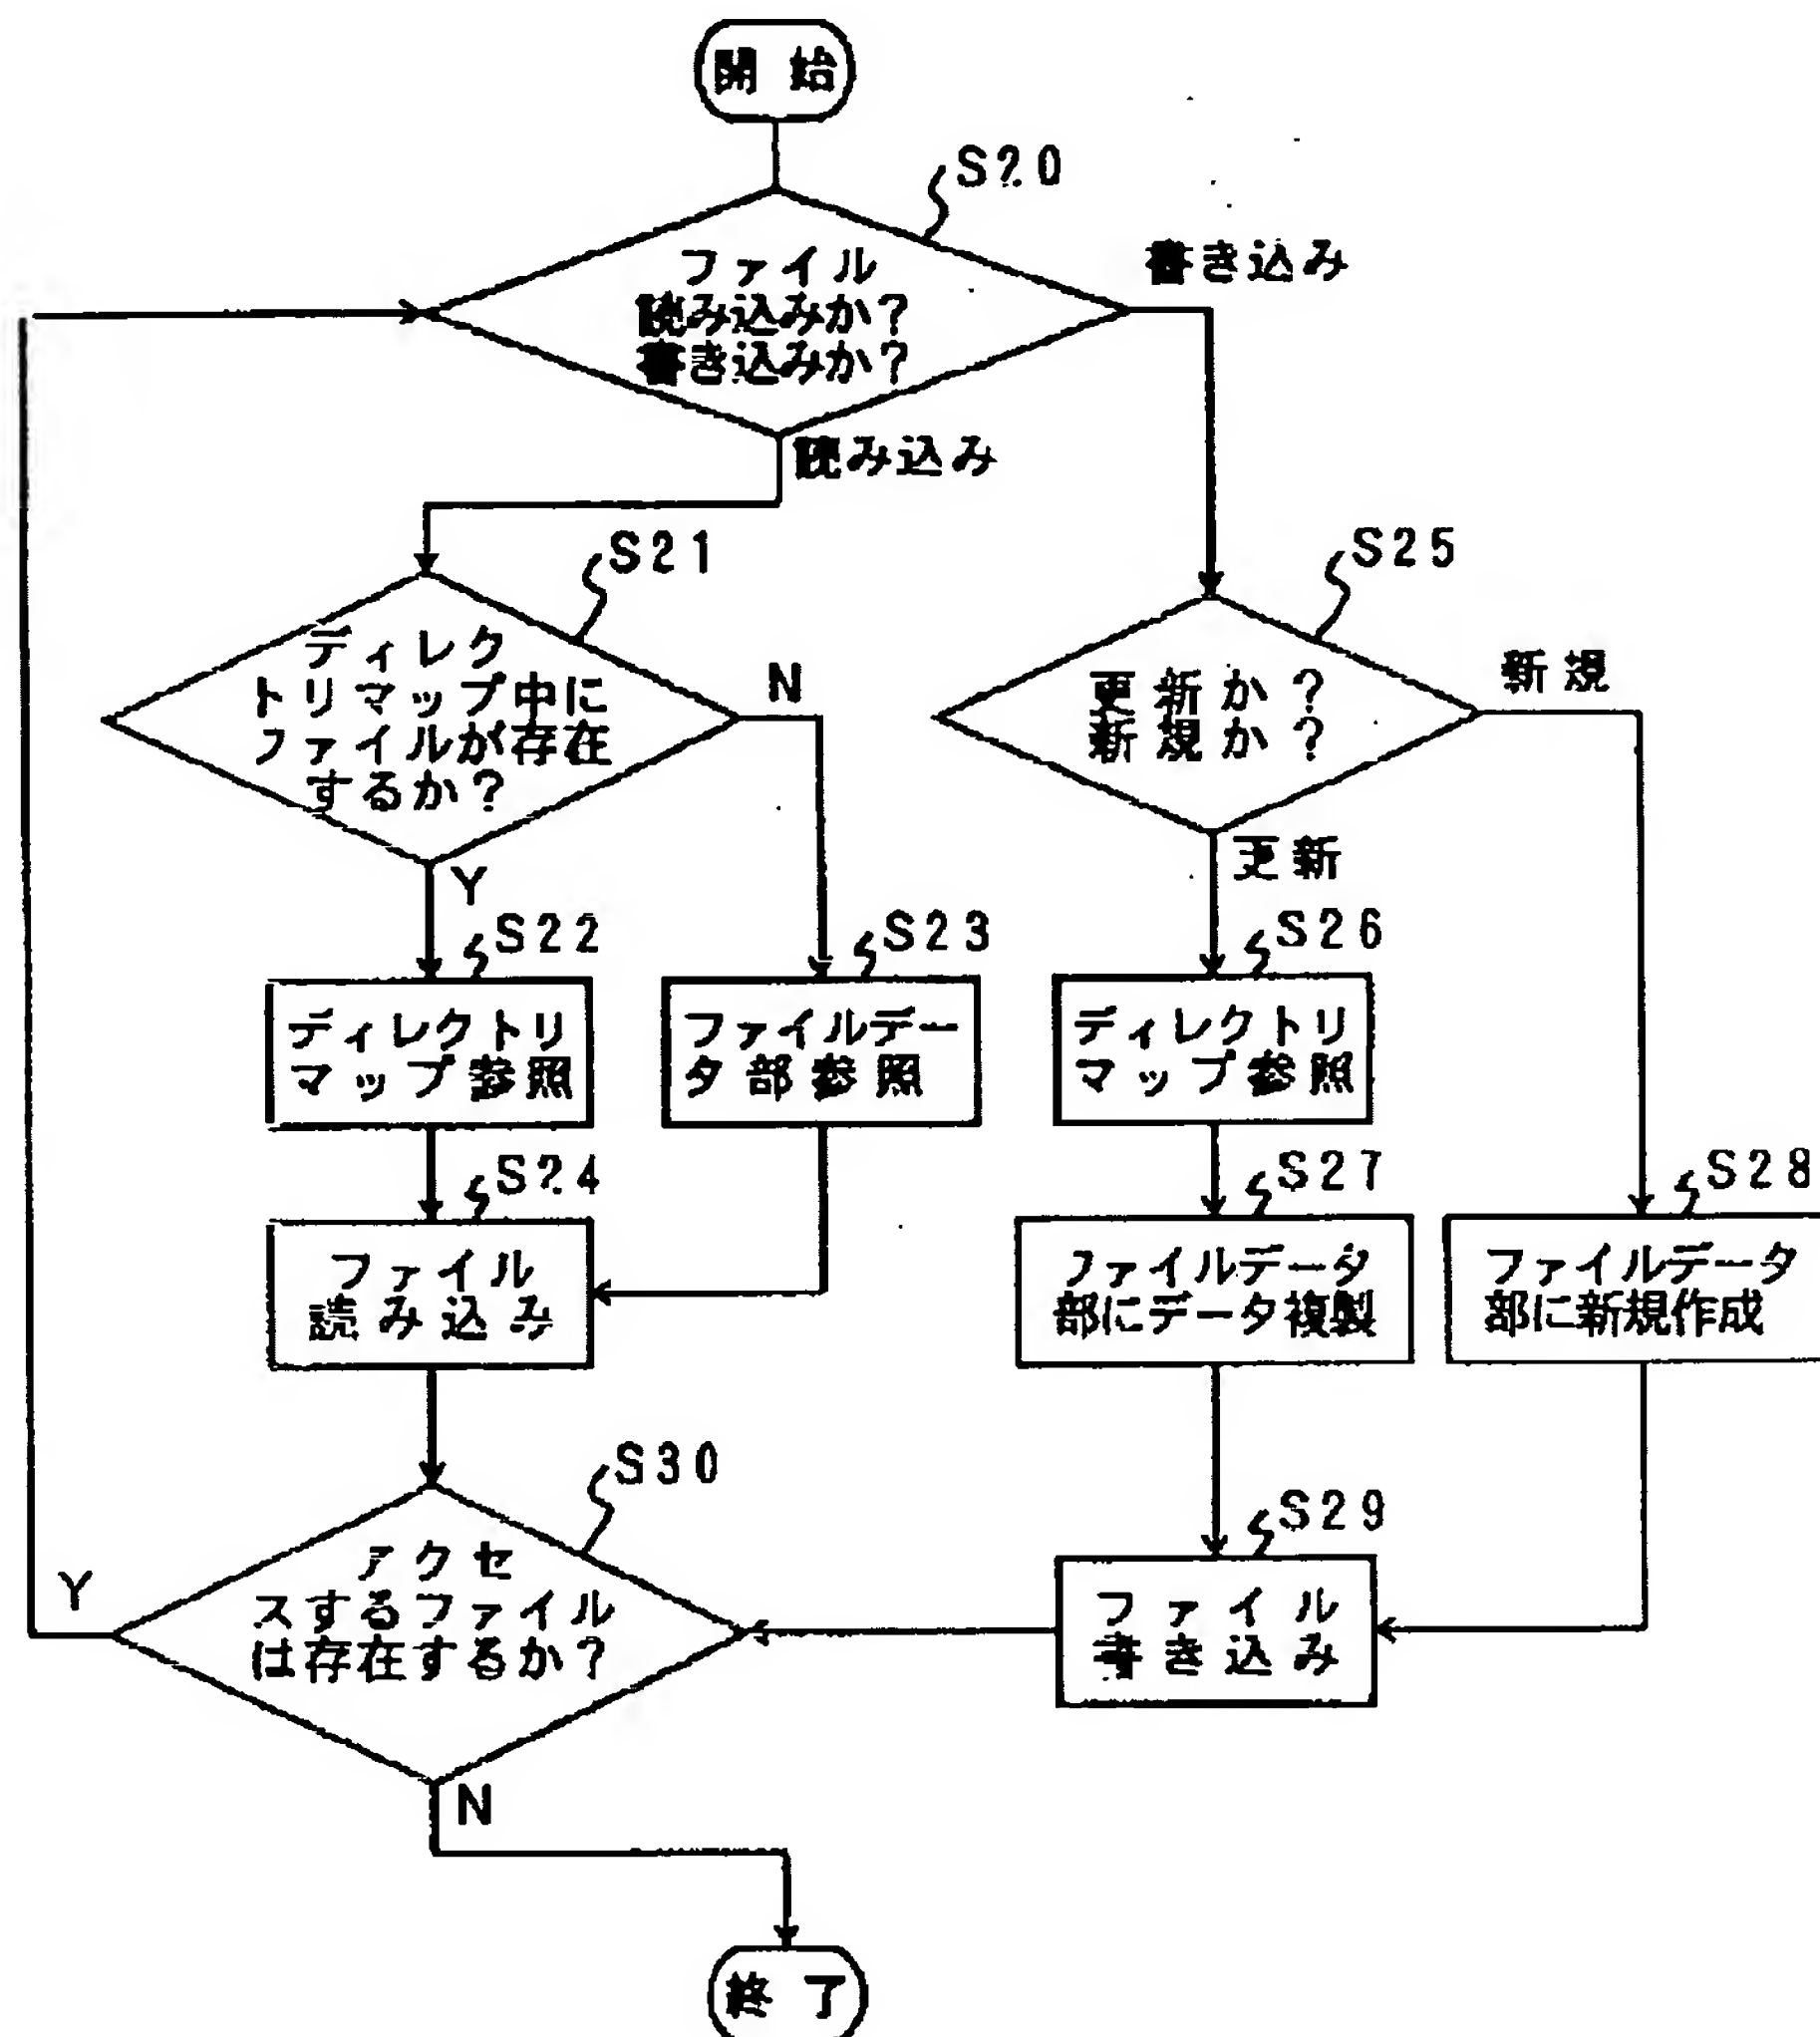 開始
S20
ファイル
読み込みか?
書き込みか?
書き込み
読み込み
S21
ディレク
トリマップ中に
ファイルが存在
するか?
N
Y
S25
更新か?
新規か?
新規
更新
S22
ディレクトリ
マップ参照
S23
ファイルデー
タ部参照
S26
ディレクトリ
マップ参照
S24
ファイル
読み込み
S27
ファイルデータ
部にデータ複製
S28
ファイルデータ
部に新規作成
S30
アクセ
スするファイル
は存在するか?
Y
N
S29
ファイル
書き込み
終了